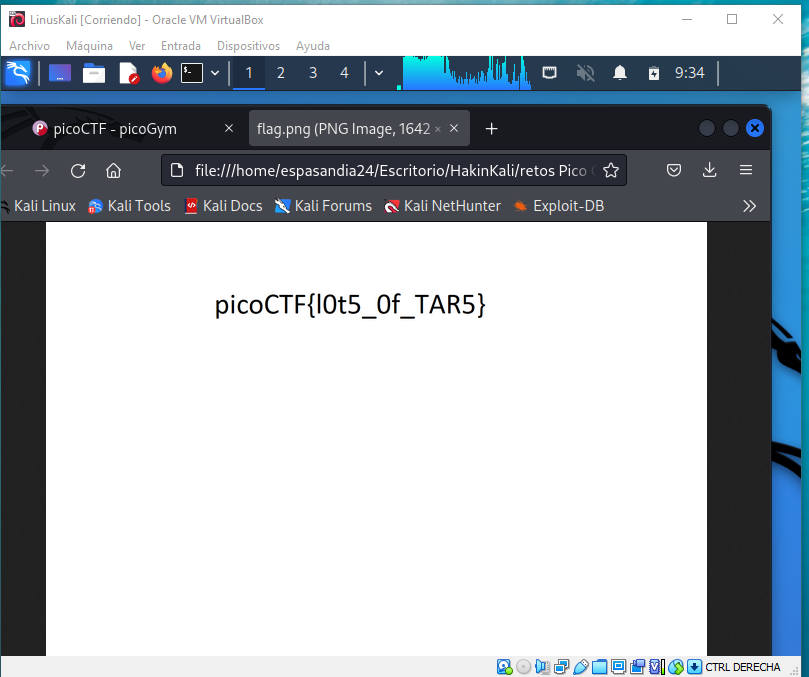 LinusKali [Corriendo] - Oracle VM VirtualBox
Archivo Máquina Ver Entrada Dispositivos Ayuda
1 2 3 4 9:34
picoCTF - picoGym × flag.png (PNG Image, 1642 × × +
file:///home/espasandia24/Escritorio/HakinKali/retos Pico
Kali Linux Kali Tools Kali Docs Kali Forums Kali NetHunter Exploit-DB
picoCTF{l0t5_0f_TAR5}
CTRL DERECHA